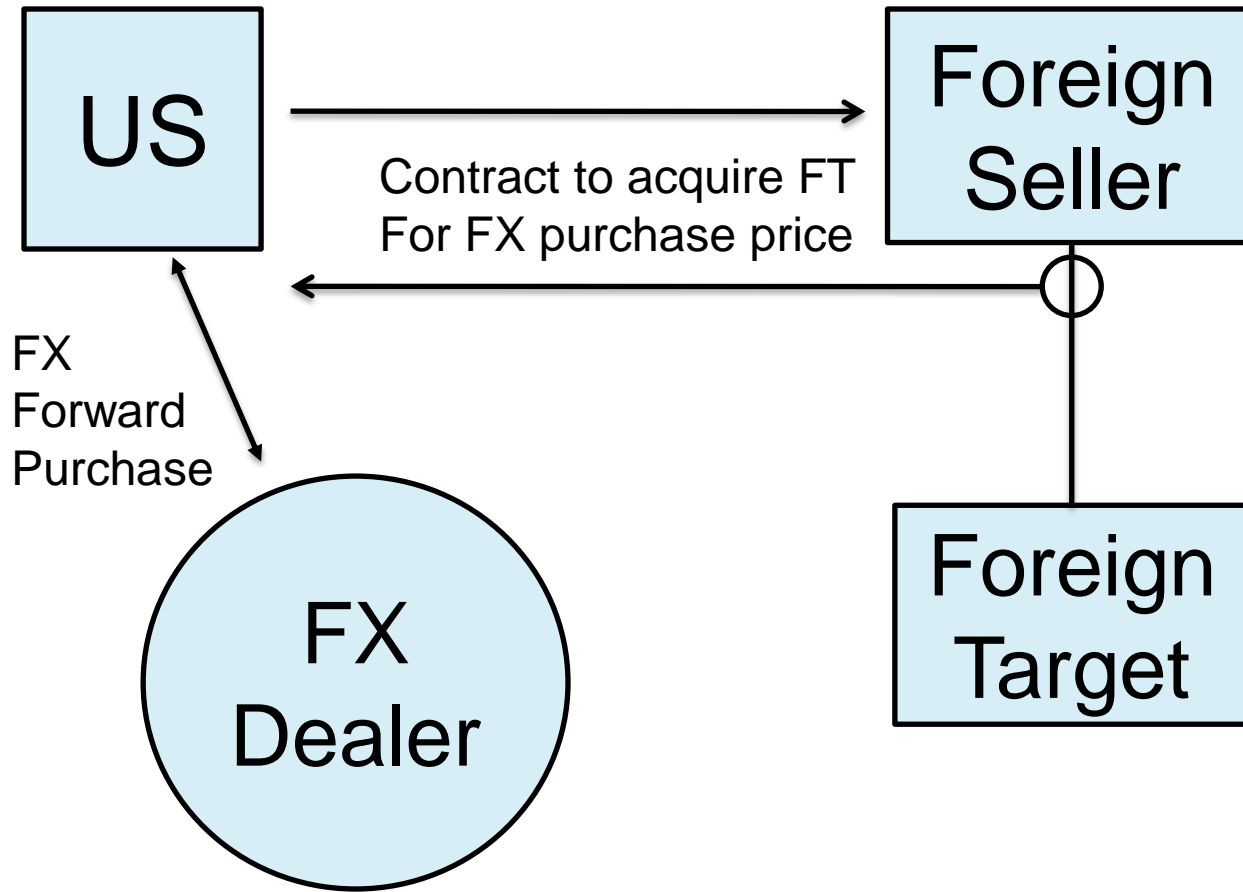 US
Foreign
Seller
Contract to acquire FT
For FX purchase price
FX
Forward
Purchase
FX
Dealer
Foreign
Target